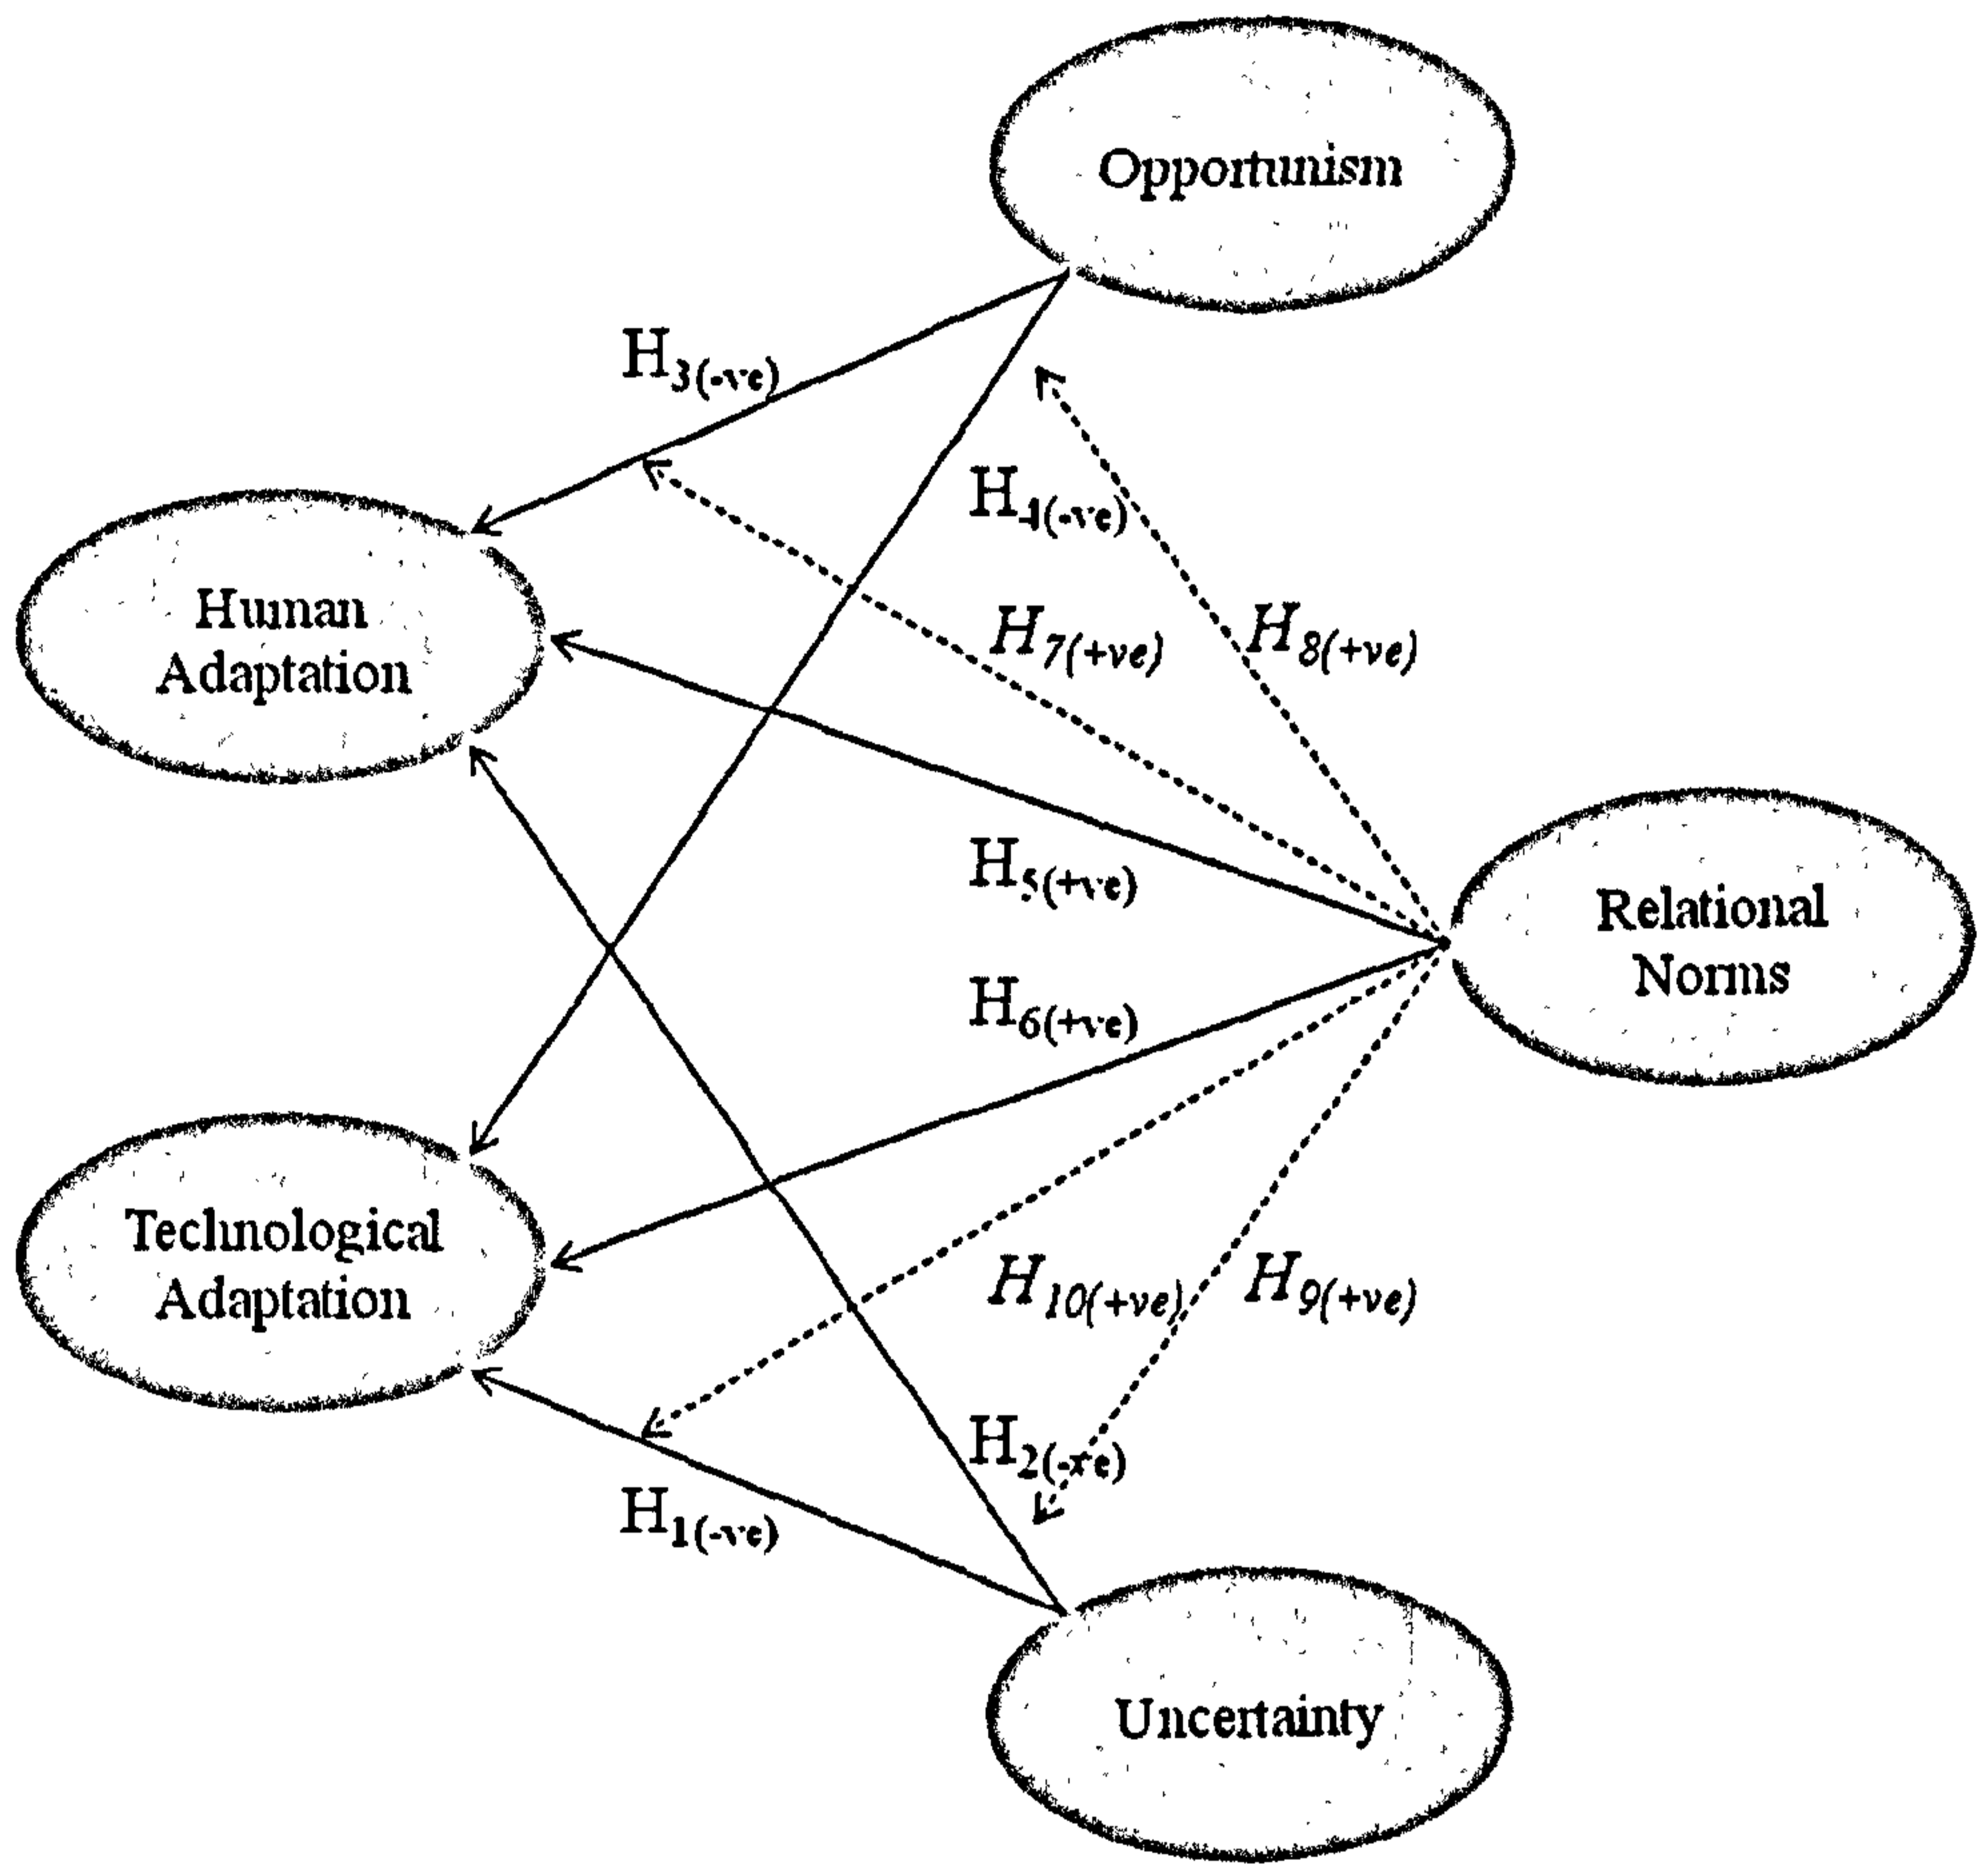 Opportunism
H3(-ve)
H4(-ve)
Human
Adaptation
H7(+ve)
H8(+ve)
H5(+ve)
Relational
Norms
H6(+ve)
Technological
Adaptation
H10(+ve)
H9(+ve)
H2(-ve)
H1(-ve)
Uncertainty